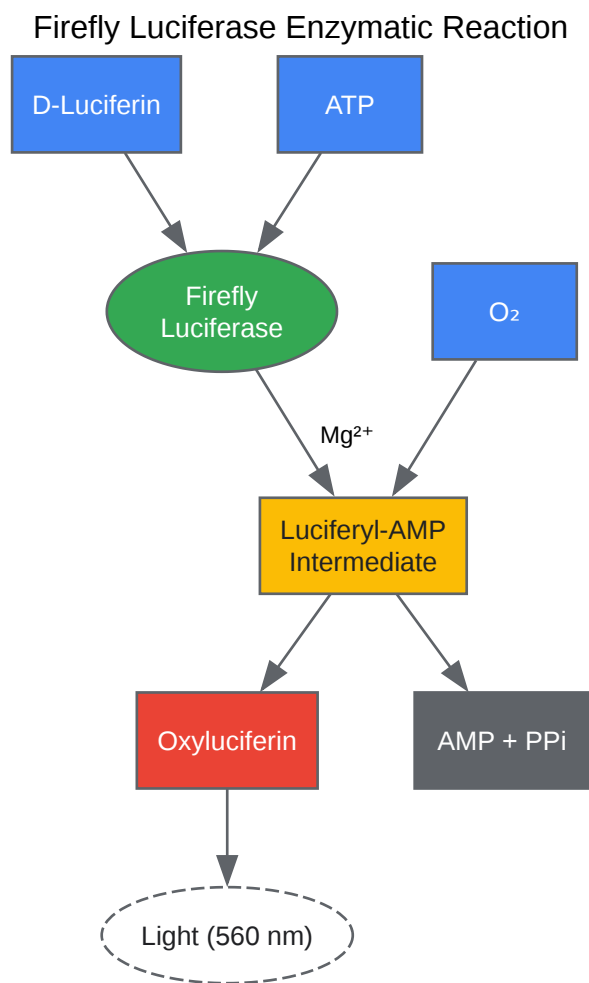 Firefly Luciferase Enzymatic Reaction
D-Luciferin
ATP
Firefly
Luciferase
O₂
Mg²⁺
Luciferyl-AMP
Intermediate
Oxyluciferin
AMP + PPi
Light (560 nm)